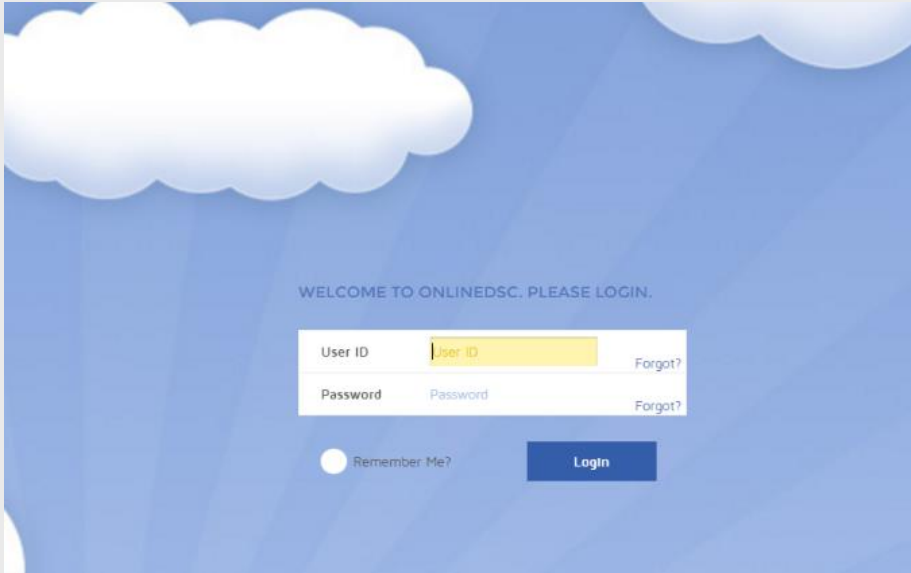 WELCOME TO ONLINEDSC. PLEASE LOGIN.
User ID User ID Forgot?
Password Password Forgot?
Remember Me? Login